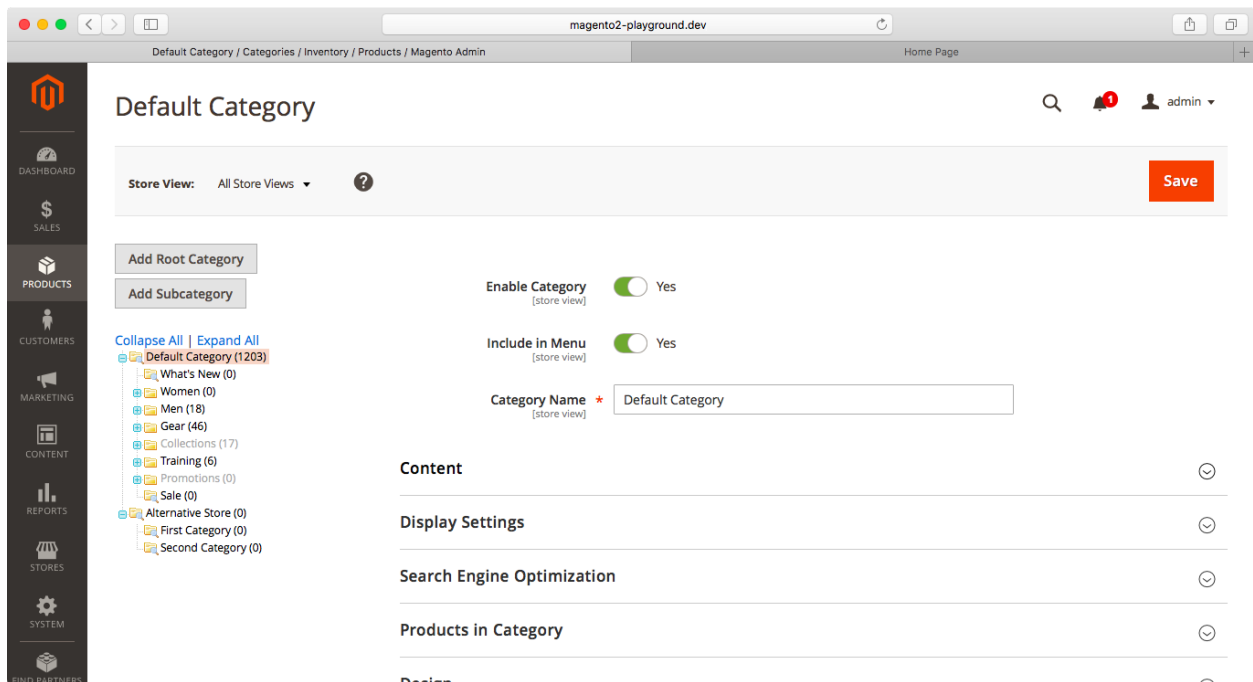 magento2-playground.dev
Default Category / Categories / Inventory / Products / Magento Admin
Home Page
Default Category
1
admin
Store View: All Store Views ?
Save
DASHBOARD
$
SALES
PRODUCTS
CUSTOMERS
MARKETING
CONTENT
REPORTS
STORES
SYSTEM
FIND PARTNERS
Add Root Category
Add Subcategory
Collapse All | Expand All
Default Category (1203)
What's New (0)
Women (0)
Men (18)
Gear (46)
Collections (17)
Training (6)
Promotions (0)
Sale (0)
Alternative Store (0)
First Category (0)
Second Category (0)
Enable Category Yes
[store view]
Include in Menu Yes
[store view]
Category Name * Default Category
[store view]
Content
Display Settings
Search Engine Optimization
Products in Category
Design